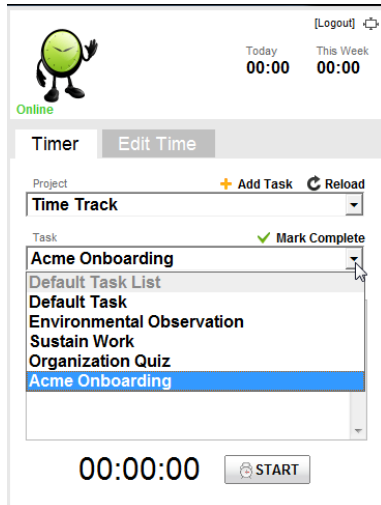 [Logout]
Today This Week
00:00 00:00
Online
Timer Edit Time
Project + Add Task Reload
Time Track
Task Mark Complete
Acme Onboarding
Default Task List
Default Task
Environmental Observation
Sustain Work
Organization Quiz
Acme Onboarding
00:00:00 START